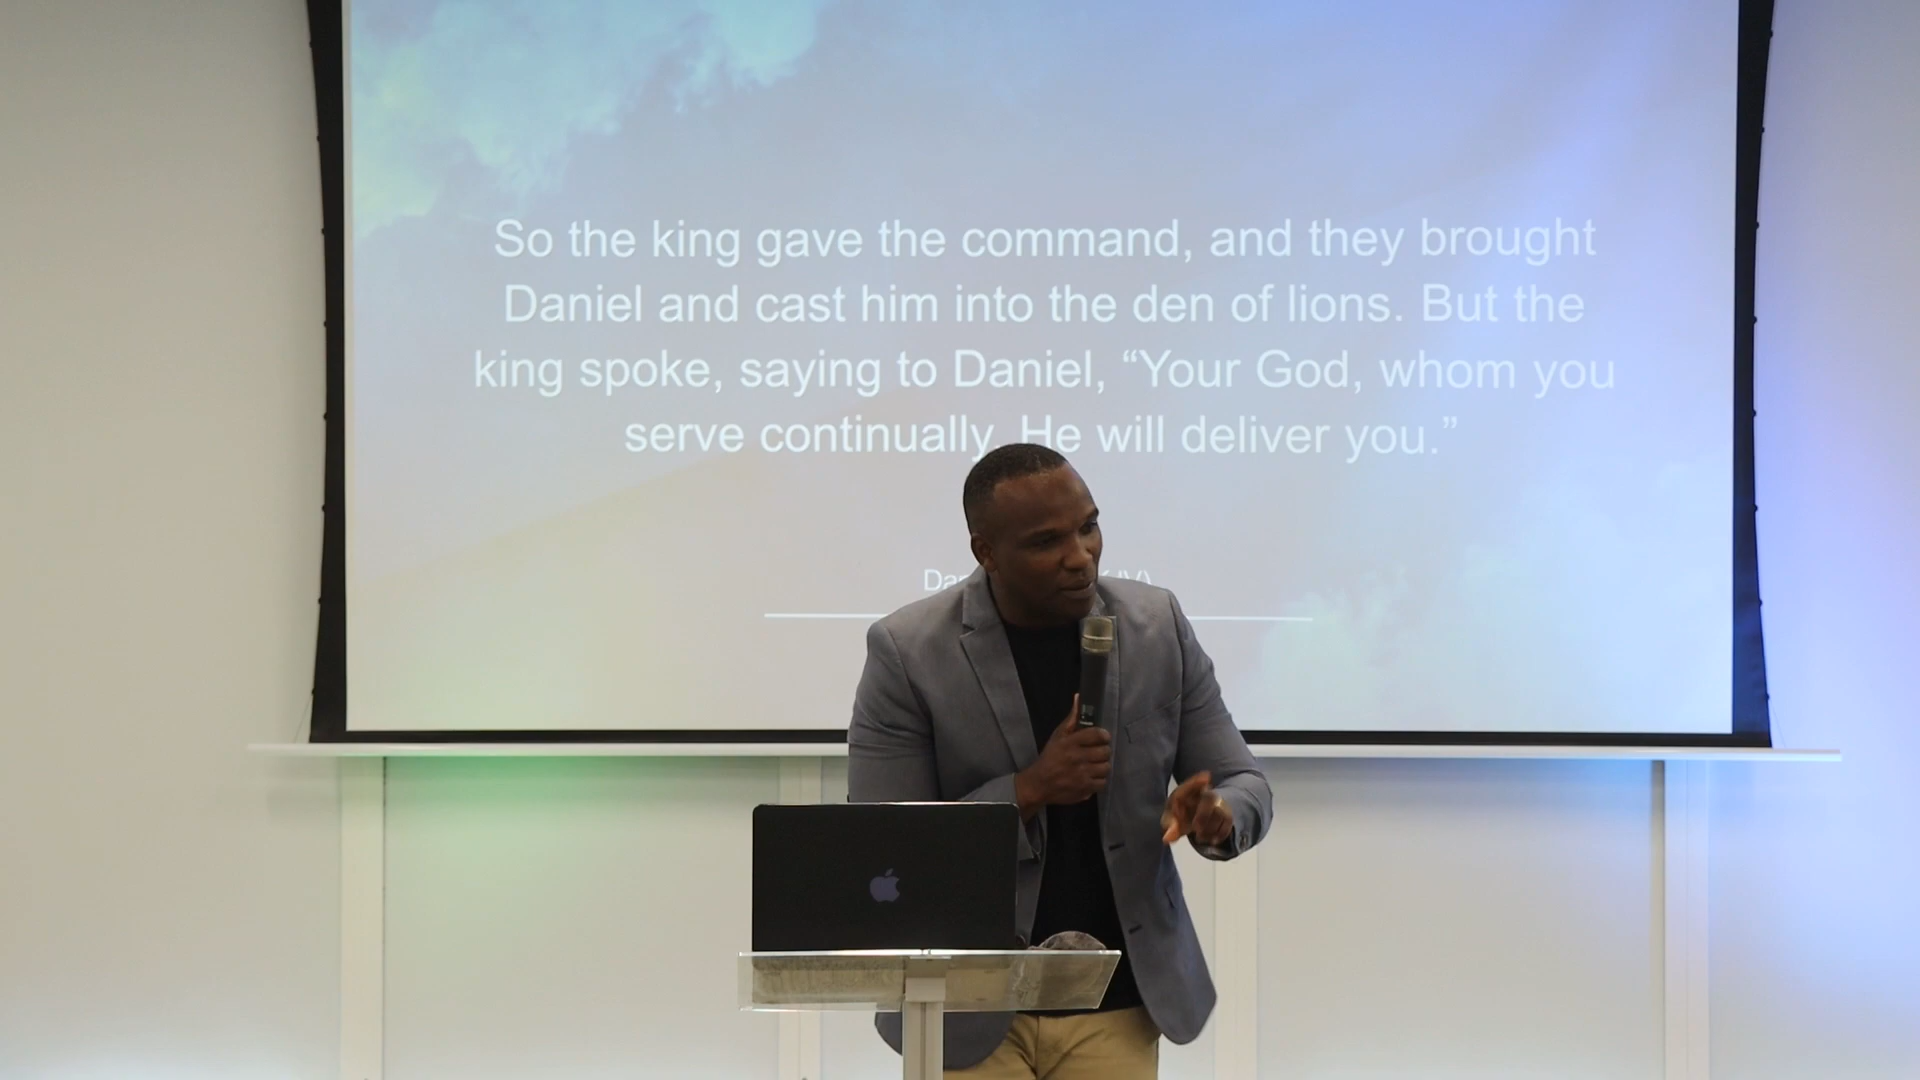 So the king gave the command, and they brought
Daniel and cast him into the den of lions. But the
king spoke, saying to Daniel, “Your God, whom you
serve continually, He will deliver you.”